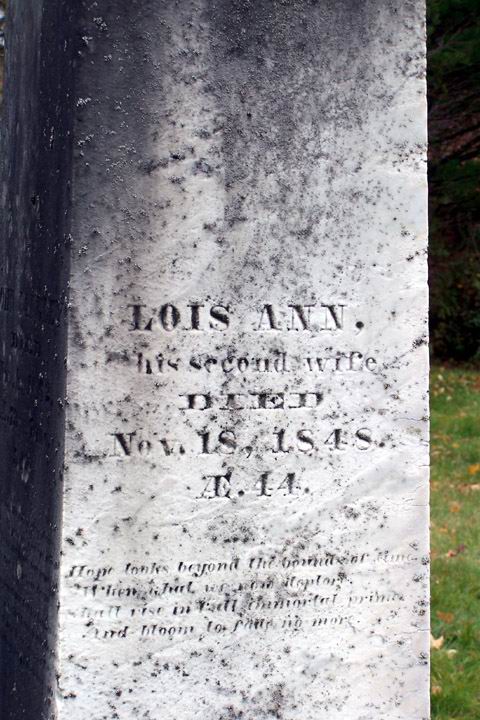 LOIS ANN,
his second wife
DIED
Nov. 18, 1848.
Æ. 44.
Hope looks beyond the bounds of time
When what we now deplore,
shall rise in full immortal prime
And bloom to fade no more.